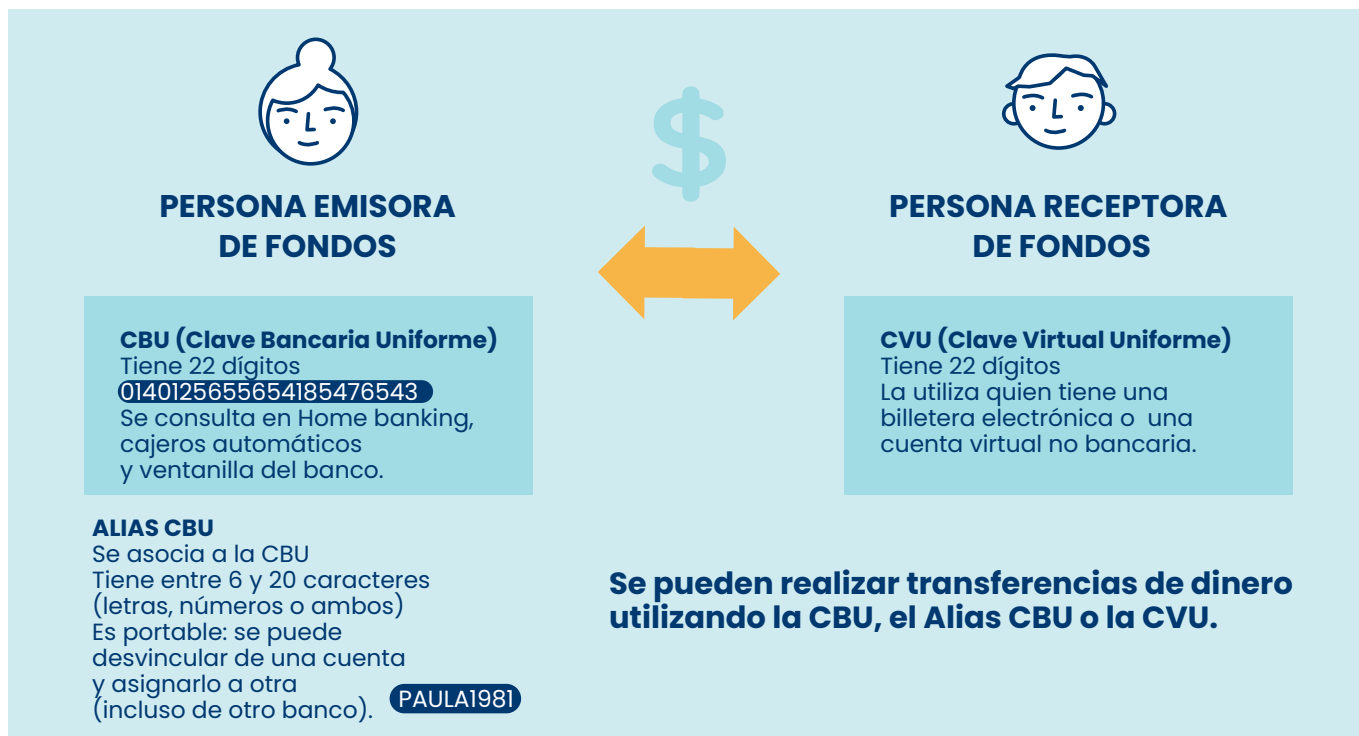 PERSONA EMISORA
DE FONDOS
CBU (Clave Bancaria Uniforme)
Tiene 22 dígitos
0140125655654185476543
Se consulta en Home banking,
cajeros automáticos
y ventanilla del banco.
ALIAS CBU
Se asocia a la CBU
Tiene entre 6 y 20 caracteres
(letras, números o ambos)
Es portable: se puede
desvincular de una cuenta
y asignarlo a otra
(incluso de otro banco).
PAULA1981
$
PERSONA RECEPTORA
DE FONDOS
CVU (Clave Virtual Uniforme)
Tiene 22 dígitos
La utiliza quien tiene una
billetera electrónica o una
cuenta virtual no bancaria.
Se pueden realizar transferencias de dinero
utilizando la CBU, el Alias CBU o la CVU.